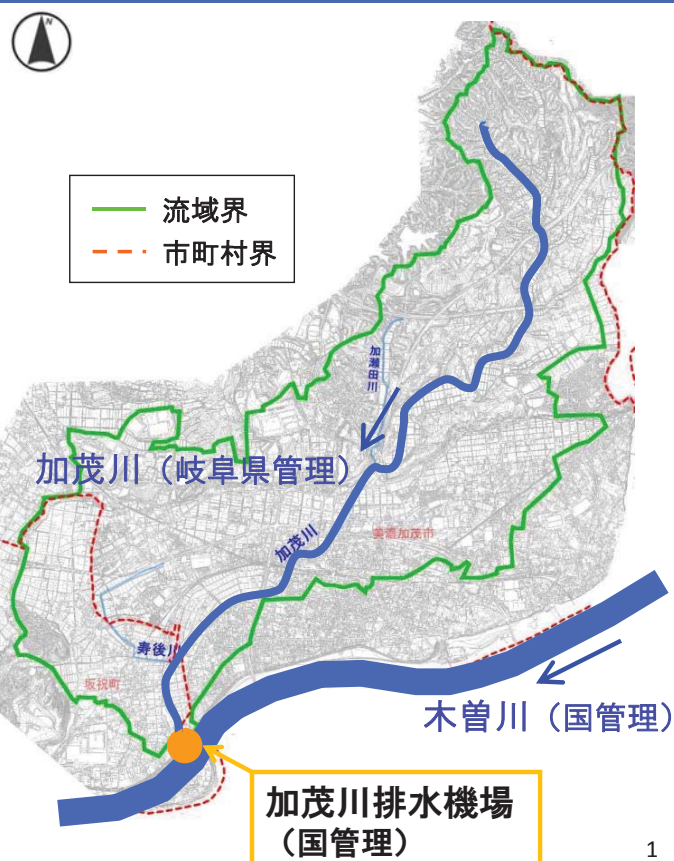 N
流域界
市町村界
加瀬田川
加茂川（岐阜県管理）
加茂川
美濃加茂市
寿後川
坂祝町
木曽川（国管理）
加茂川排水機場
（国管理）
1